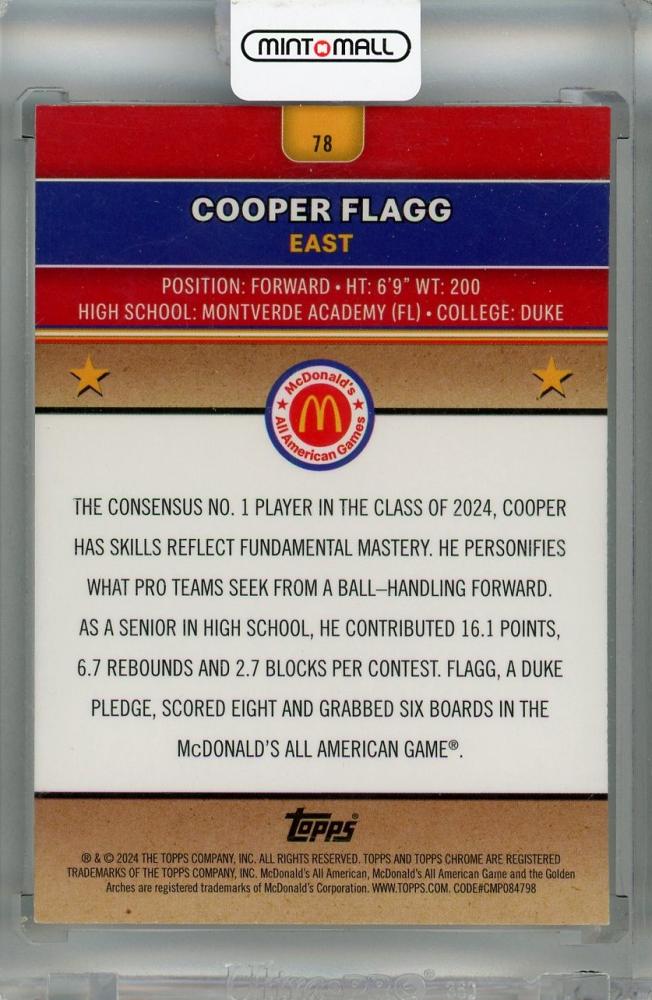 MINT MALL
78
COOPER FLAGG
EAST
POSITION: FORWARD • HT: 6'9" WT: 200
HIGH SCHOOL: MONTVERDE ACADEMY (FL) • COLLEGE: DUKE
McDonald's
M
All American Games
THE CONSENSUS NO. 1 PLAYER IN THE CLASS OF 2024, COOPER
HAS SKILLS REFLECT FUNDAMENTAL MASTERY. HE PERSONIFIES
WHAT PRO TEAMS SEEK FROM A BALL–HANDLING FORWARD.
AS A SENIOR IN HIGH SCHOOL, HE CONTRIBUTED 16.1 POINTS,
6.7 REBOUNDS AND 2.7 BLOCKS PER CONTEST. FLAGG, A DUKE
PLEDGE, SCORED EIGHT AND GRABBED SIX BOARDS IN THE
McDONALD'S ALL AMERICAN GAME®.
topps®
® & © 2024 THE TOPPS COMPANY, INC. ALL RIGHTS RESERVED. TOPPS AND TOPPS CHROME ARE REGISTERED
TRADEMARKS OF THE TOPPS COMPANY, INC. McDonald's All American, McDonald's All American Game and the Golden
Arches are registered trademarks of McDonald's Corporation. WWW.TOPPS.COM. CODE#CMP084798
Ultra PRO®